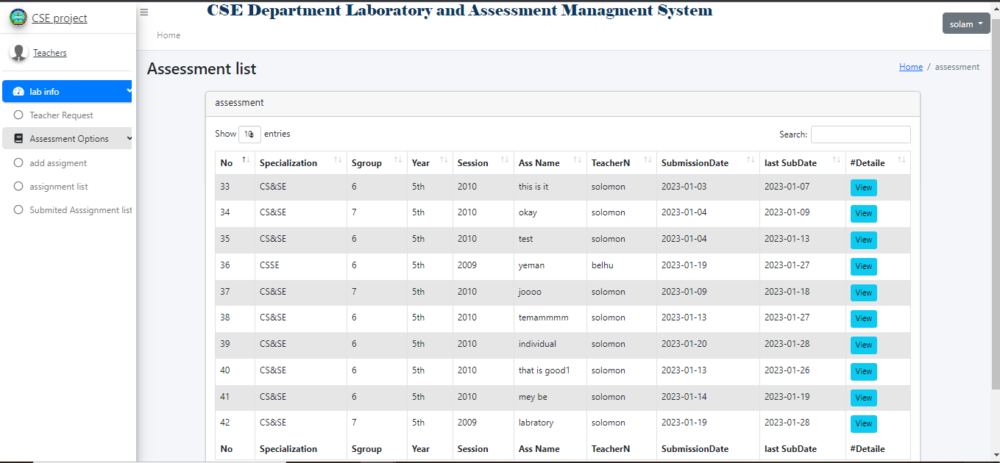 CSE project
Teachers
lab info
Teacher Request
Assessment Options
add assigment
assignment list
Submited Asssignment list
CSE Department Laboratory and Assessment Managment System
Home
solam
Assessment list
Home / assessment
assessment
Show 10 entries
Search:
No Specialization Sgroup Year Session Ass Name TeacherN SubmissionDate last SubDate #Detaile
33 CS&SE 6 5th 2010 this is it solomon 2023-01-03 2023-01-07 View
34 CS&SE 7 5th 2010 okay solomon 2023-01-04 2023-01-09 View
35 CS&SE 6 5th 2010 test solomon 2023-01-04 2023-01-13 View
36 CSSE 6 5th 2009 yeman belhu 2023-01-19 2023-01-27 View
37 CS&SE 7 5th 2010 joooo solomon 2023-01-09 2023-01-18 View
38 CS&SE 6 5th 2010 temammmm solomon 2023-01-13 2023-01-27 View
39 CS&SE 6 5th 2010 individual solomon 2023-01-20 2023-01-28 View
40 CS&SE 6 5th 2010 that is good1 solomon 2023-01-13 2023-01-26 View
41 CS&SE 6 5th 2010 mey be solomon 2023-01-14 2023-01-19 View
42 CS&SE 7 5th 2009 labratory solomon 2023-01-19 2023-01-28 View
No Specialization Sgroup Year Session Ass Name TeacherN SubmissionDate last SubDate #Detaile